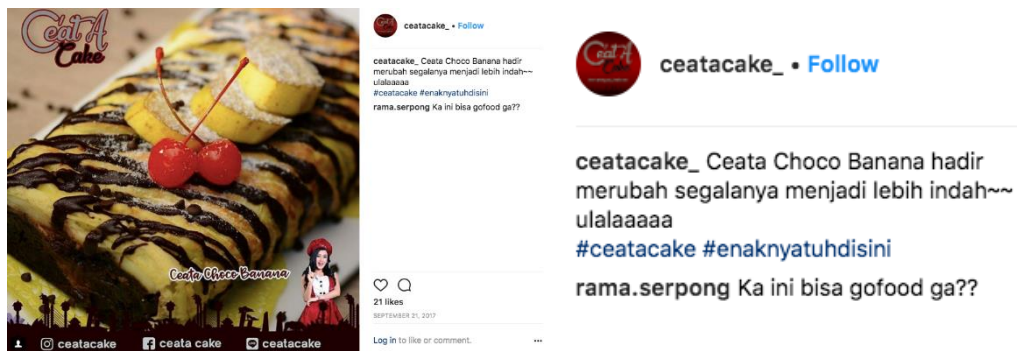 C'eat A
Cake
Ceata Choco Banana
ceatacake
ceata cake
ceatacake
ceatacake_ • Follow
ceatacake_ Ceata Choco Banana hadir
merubah segalanya menjadi lebih indah~~
ulalaaaaa
#ceatacake #enaknyatuhdisini
rama.serpong Ka ini bisa gofood ga??
21 likes
SEPTEMBER 21, 2017
Log in to like or comment.
C'eat A
Cake
ceatacake_ • Follow
ceatacake_ Ceata Choco Banana hadir
merubah segalanya menjadi lebih indah~~
ulalaaaaa
#ceatacake #enaknyatuhdisini
rama.serpong Ka ini bisa gofood ga??